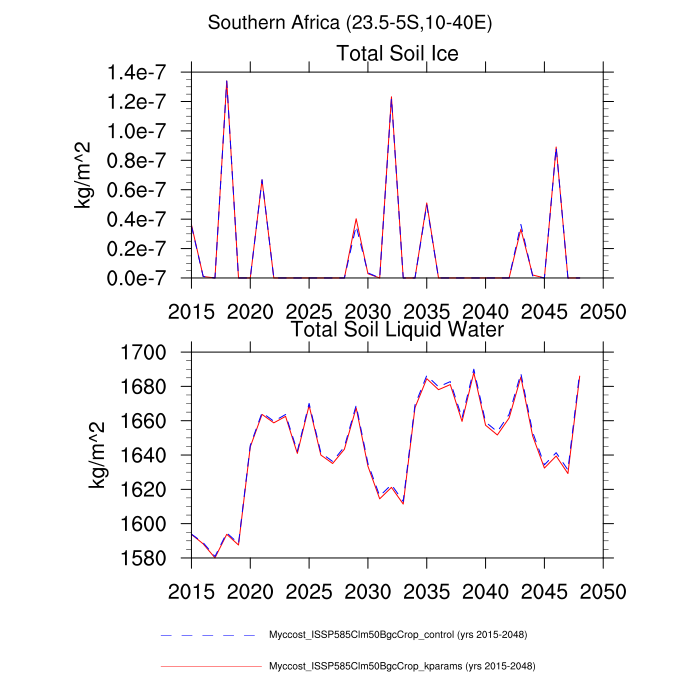 Southern Africa (23.5-5S,10-40E)
Total Soil Ice
1.4e-7
1.2e-7
1.0e-7
0.8e-7
0.6e-7
0.4e-7
0.2e-7
0.0e-7
kg/m^2
2015 2020 2025 2030 2035 2040 2045 2050
Total Soil Liquid Water
1700
1680
1660
1640
1620
1600
1580
kg/m^2
2015 2020 2025 2030 2035 2040 2045 2050
Myccost_ISSP585Clm50BgcCrop_control (yrs 2015-2048)
Myccost_ISSP585Clm50BgcCrop_kparams (yrs 2015-2048)